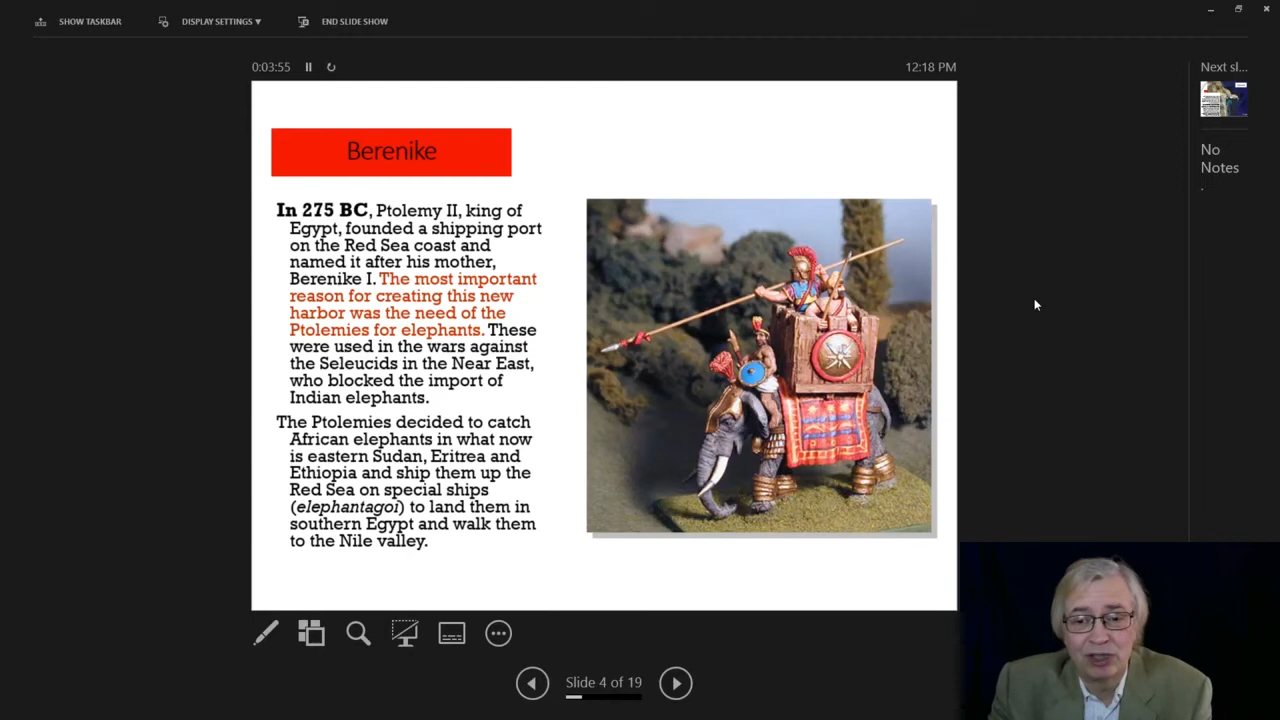 SHOW TASKBAR
DISPLAY SETTINGS ▼
END SLIDE SHOW
0:03:55
12:18 PM
Next sl...
Berenike
In 275 BC, Ptolemy II, king of
Egypt, founded a shipping port
on the Red Sea coast and
named it after his mother,
Berenike I. The most important
reason for creating this new
harbor was the need of the
Ptolemies for elephants. These
were used in the wars against
the Seleucids in the Near East,
who blocked the import of
Indian elephants.
The Ptolemies decided to catch
African elephants in what now
is eastern Sudan, Eritrea and
Ethiopia and ship them up the
Red Sea on special ships
(elephantagoi) to land them in
southern Egypt and walk them
to the Nile valley.
No
Notes
.
Slide 4 of 19